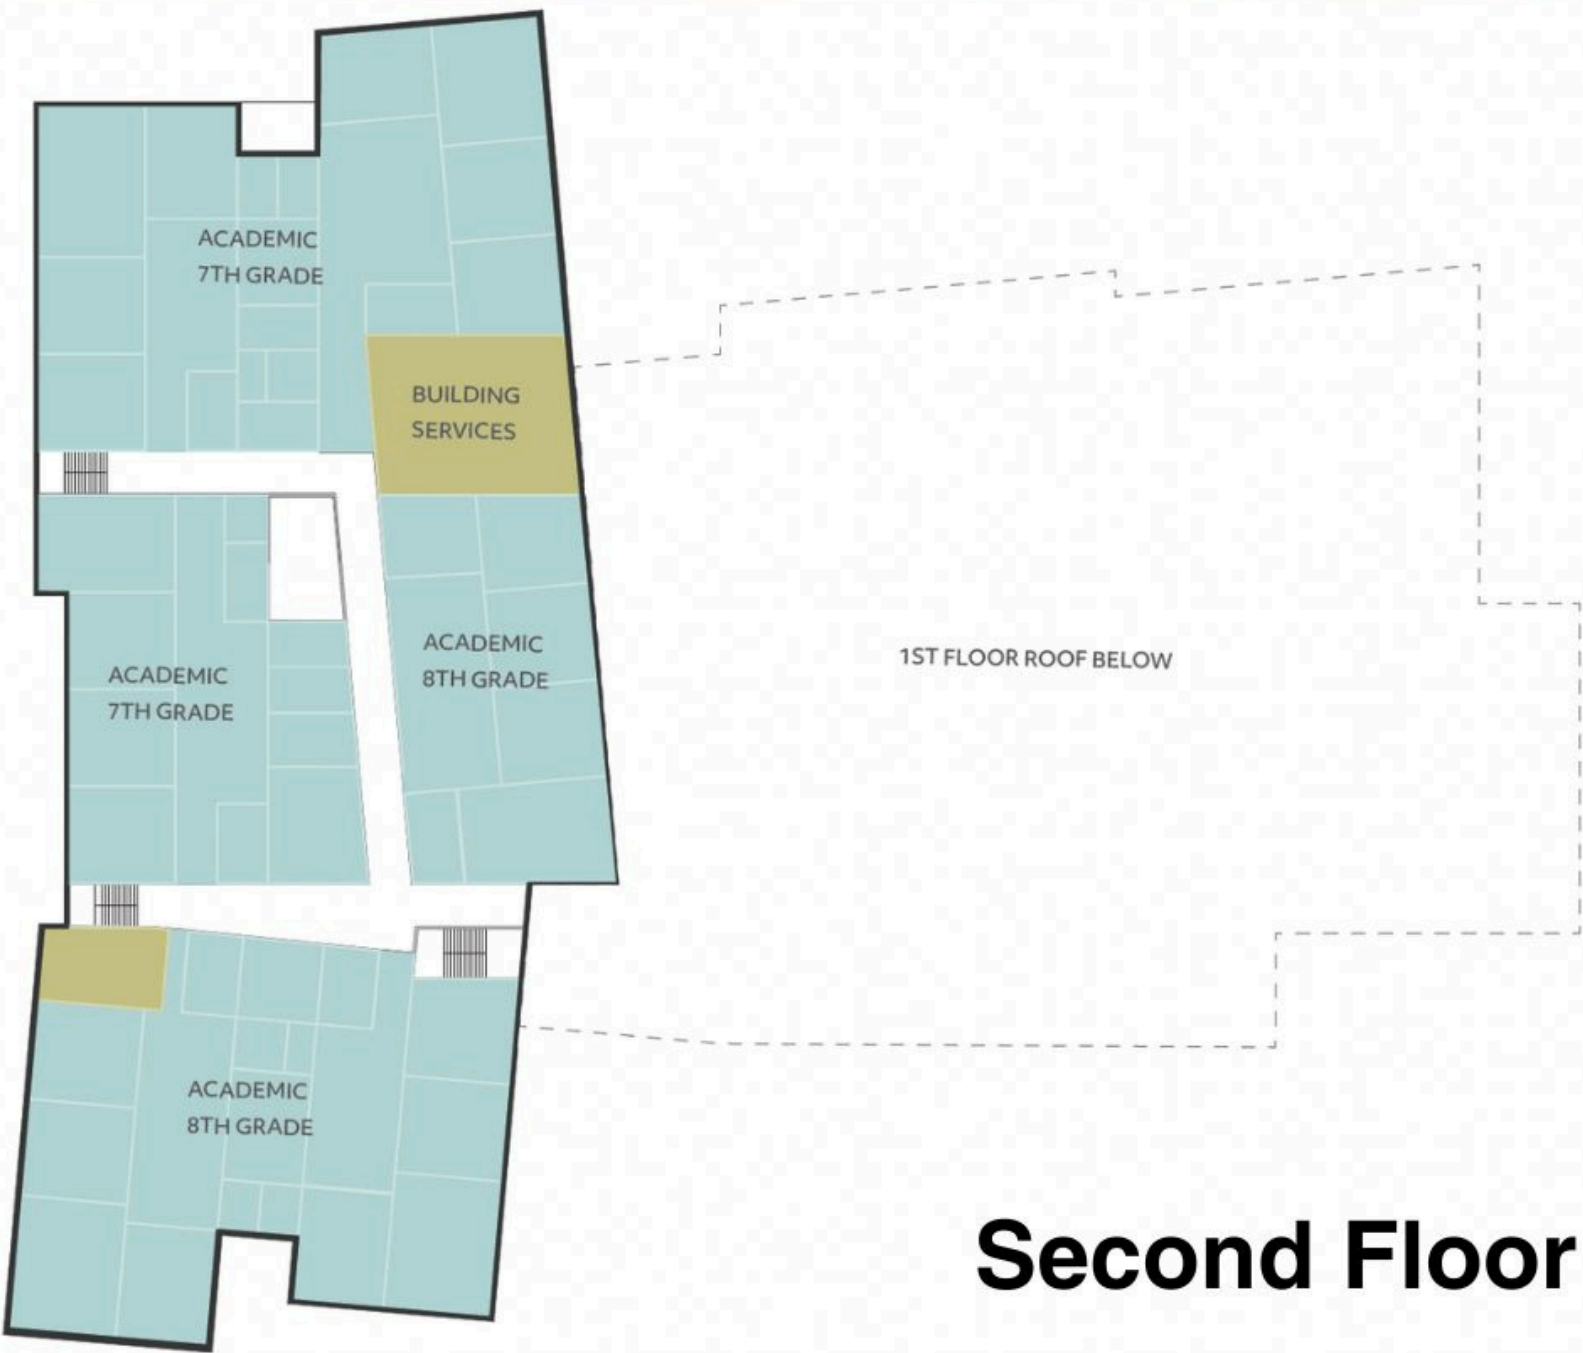 ACADEMIC
7TH GRADE
BUILDING
SERVICES
ACADEMIC
8TH GRADE
1ST FLOOR ROOF BELOW
ACADEMIC
7TH GRADE
ACADEMIC
8TH GRADE
Second Floor